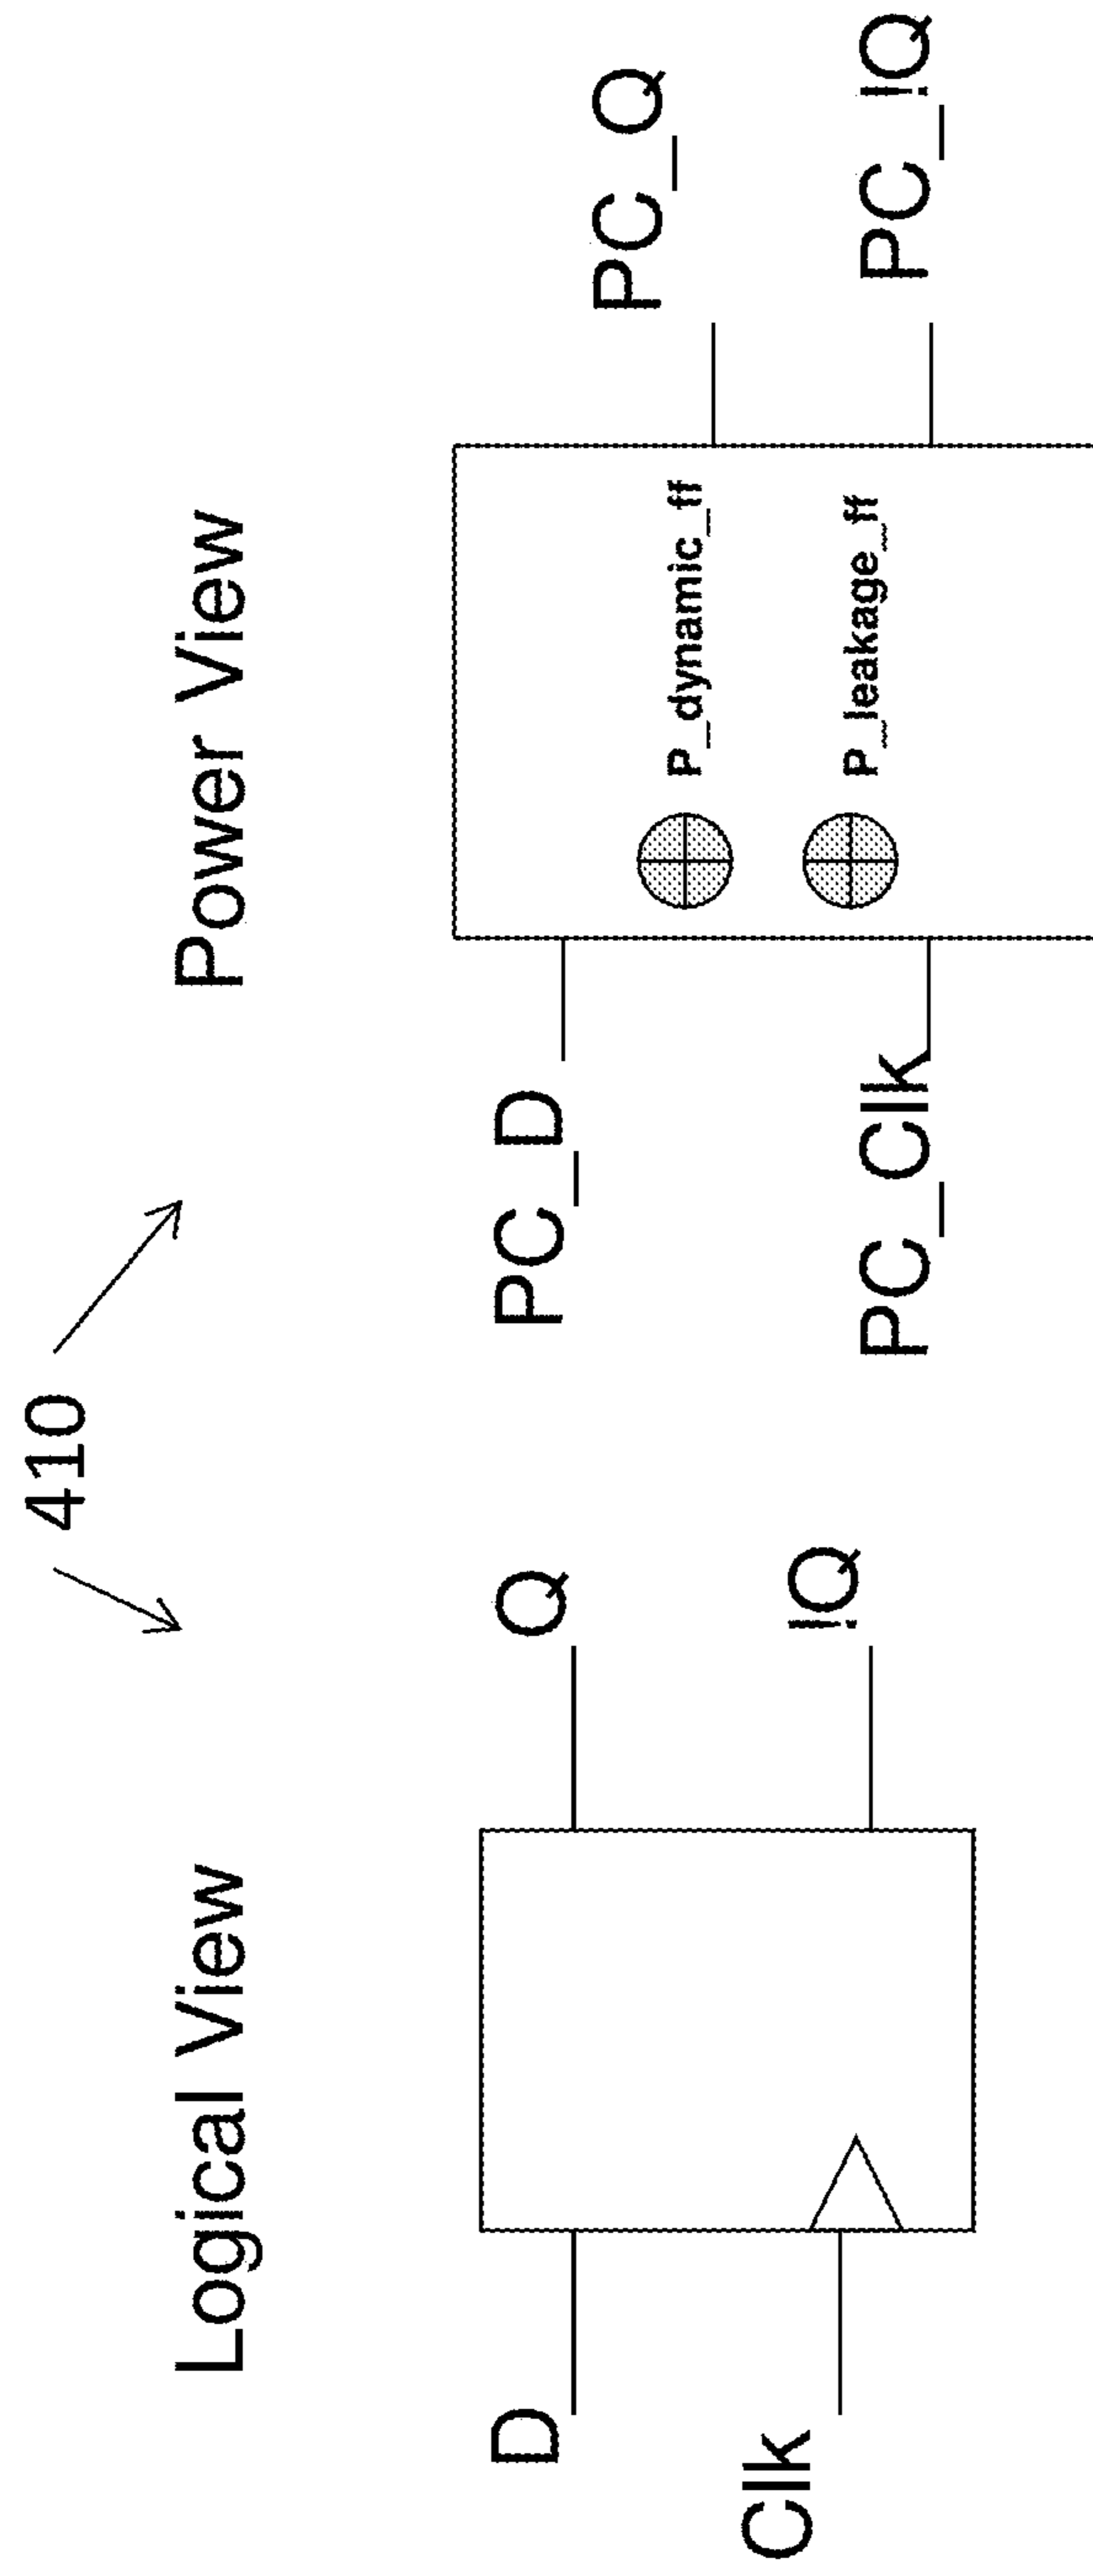 410
Logical View
D
Clk
Q
!Q
Power View
PC_D
PC_Clk
P_dynamic_ff
P_leakage_ff
PC_Q
PC_!Q